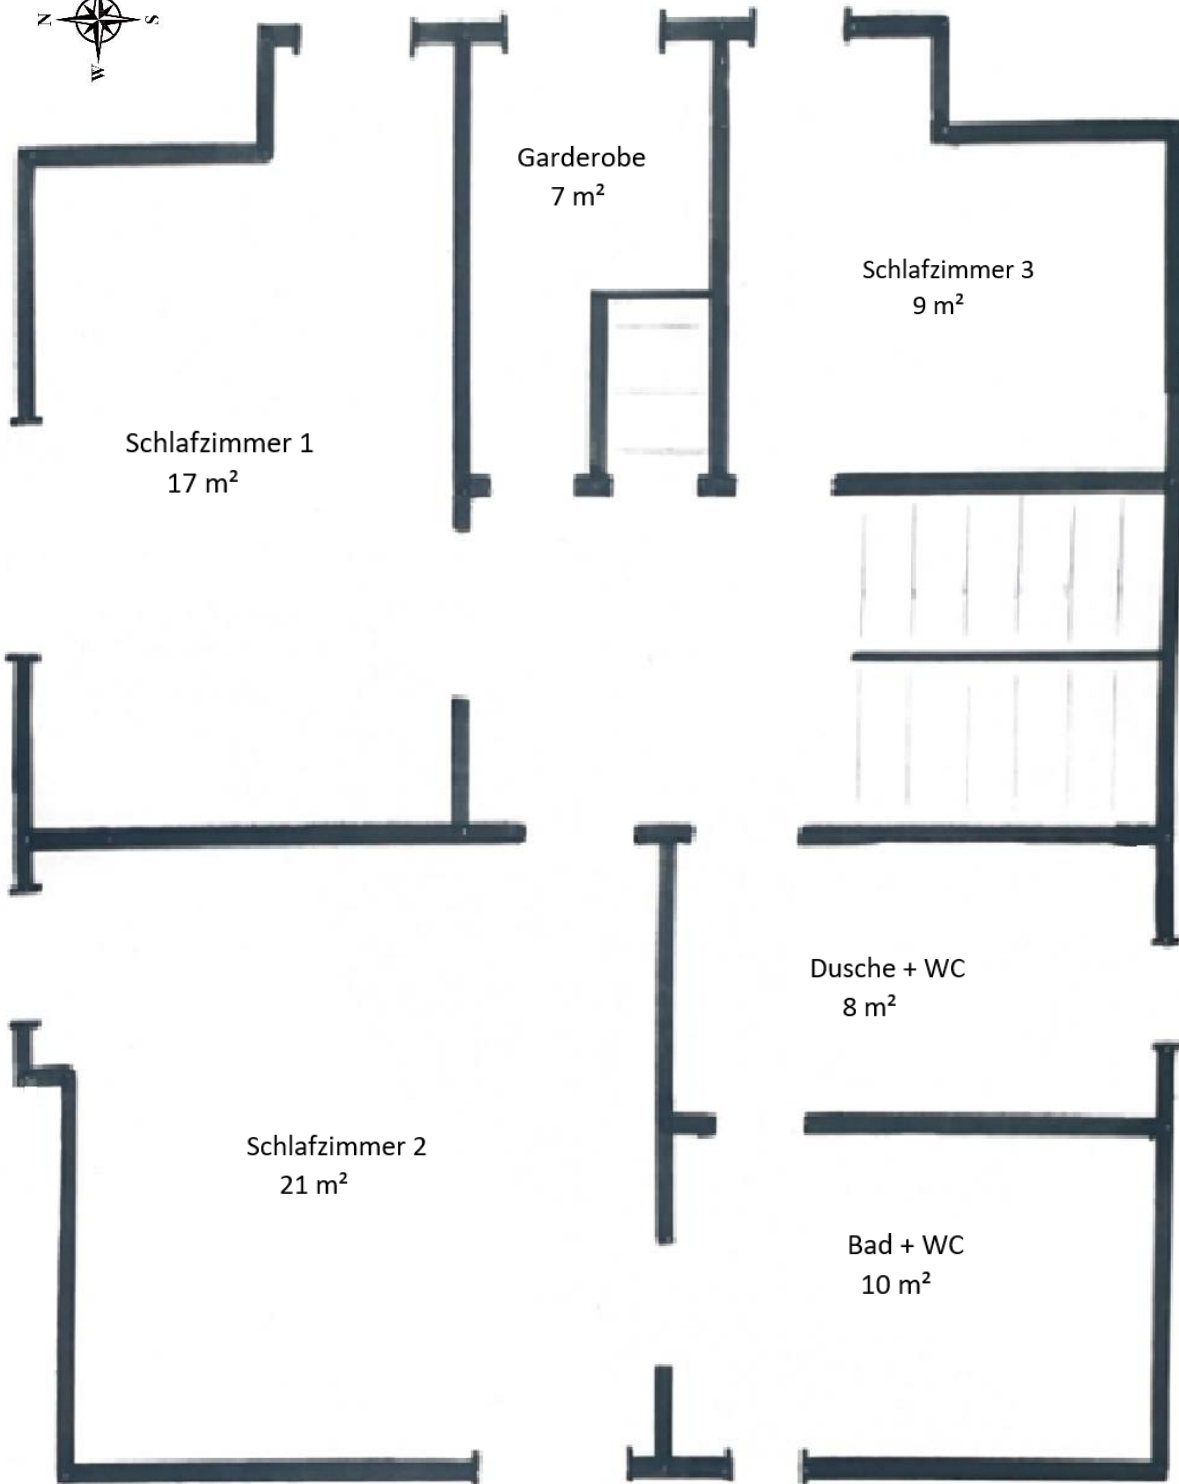 N
S
W
Garderobe
7 m²
Schlafzimmer 3
9 m²
Schlafzimmer 1
17 m²
Dusche + WC
8 m²
Schlafzimmer 2
21 m²
Bad + WC
10 m²